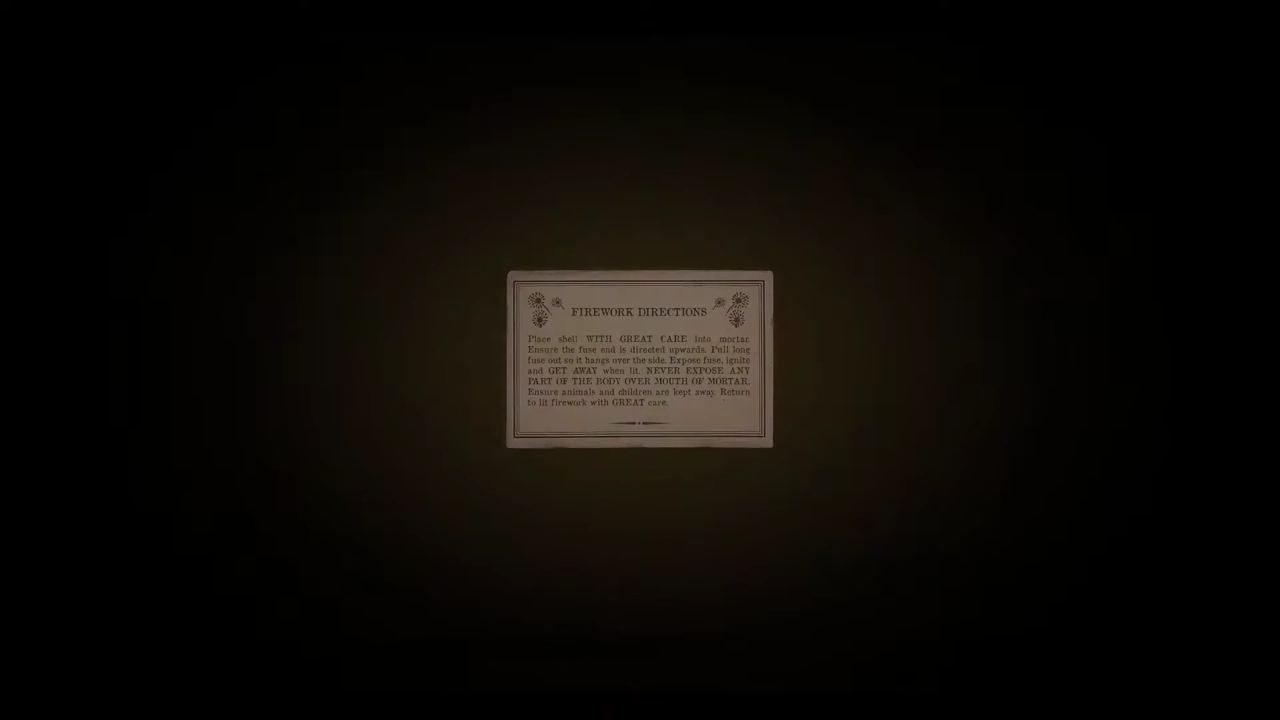 FIREWORK DIRECTIONS
Place shell WITH GREAT CARE into mortar.
Ensure the fuse end is directed upwards. Pull long
fuse out so it hangs over the side. Expose fuse, ignite
and GET AWAY when lit. NEVER EXPOSE ANY
PART OF THE BODY OVER MOUTH OF MORTAR.
Ensure animals and children are kept away. Return
to lit firework with GREAT care.